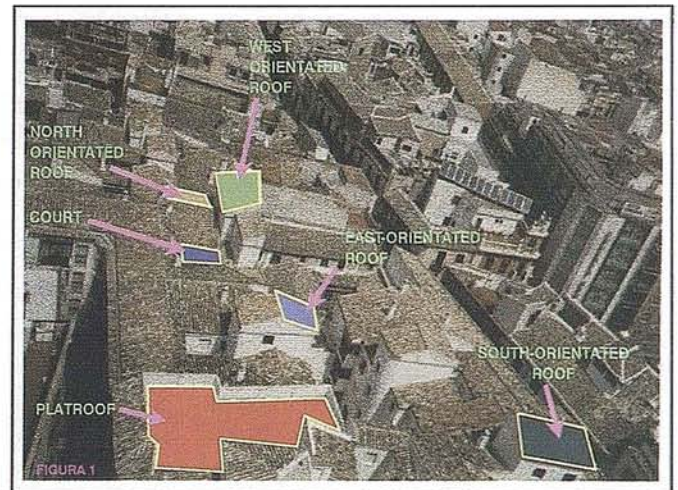 WEST
ORIENTATED
ROOF
NORTH
ORIENTATED
ROOF
COURT
EAST-ORIENTATED
ROOF
SOUTH-ORIENTATED
ROOF
PLATROOF
FIGURA 1